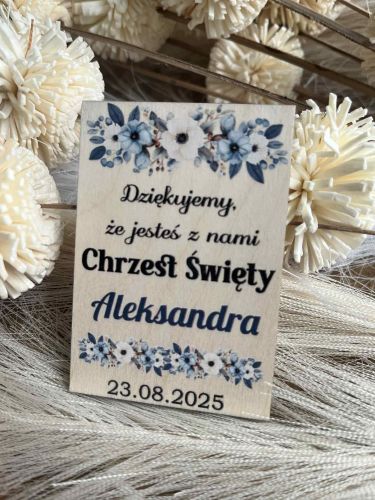 Dziękujemy,
że jesteś z nami
Chrzest Święty
Aleksandra
23.08.2025